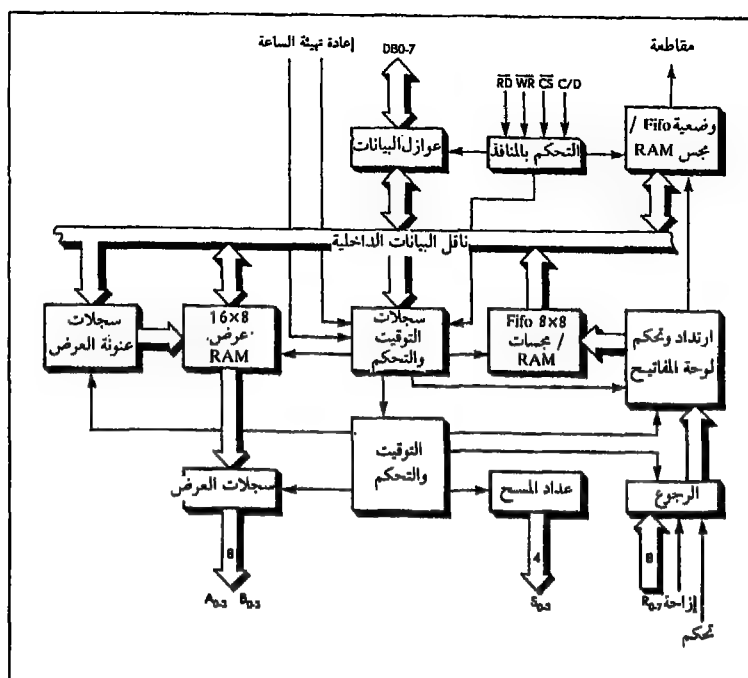 إعادة تهيئة الساعة
DB0-7
مقاطعة
RD WR CS C/D
عوازل البيانات
التحكم بالمنافذ
وضعية Fifo /
مجس RAM
ناقل البيانات الداخلية
سجلات
عنونة العرض
16×8
عرض
RAM
سجلات
التوقيت
والتحكم
Fifo 8×8
/ مجسات
RAM
ارتداد وتحكم
لوحة المفاتيح
التوقيت
والتحكم
سجلات العرض
عداد المسح
الرجوع
8
4
8
A0-3 B0-3
S0-3
R0-7 إزاحة
تحكم